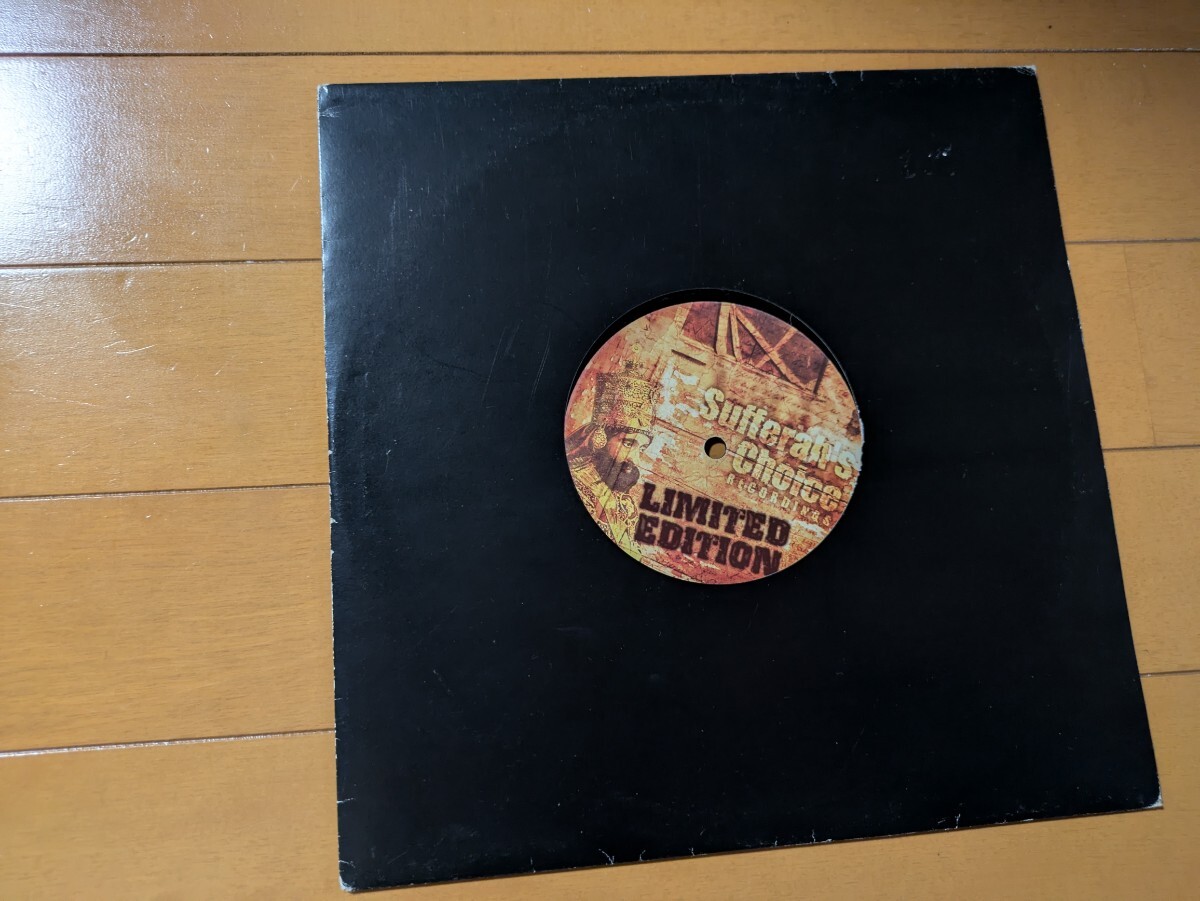 Sufferah's
Choice
RECORDINGS
LIMITED
EDITION